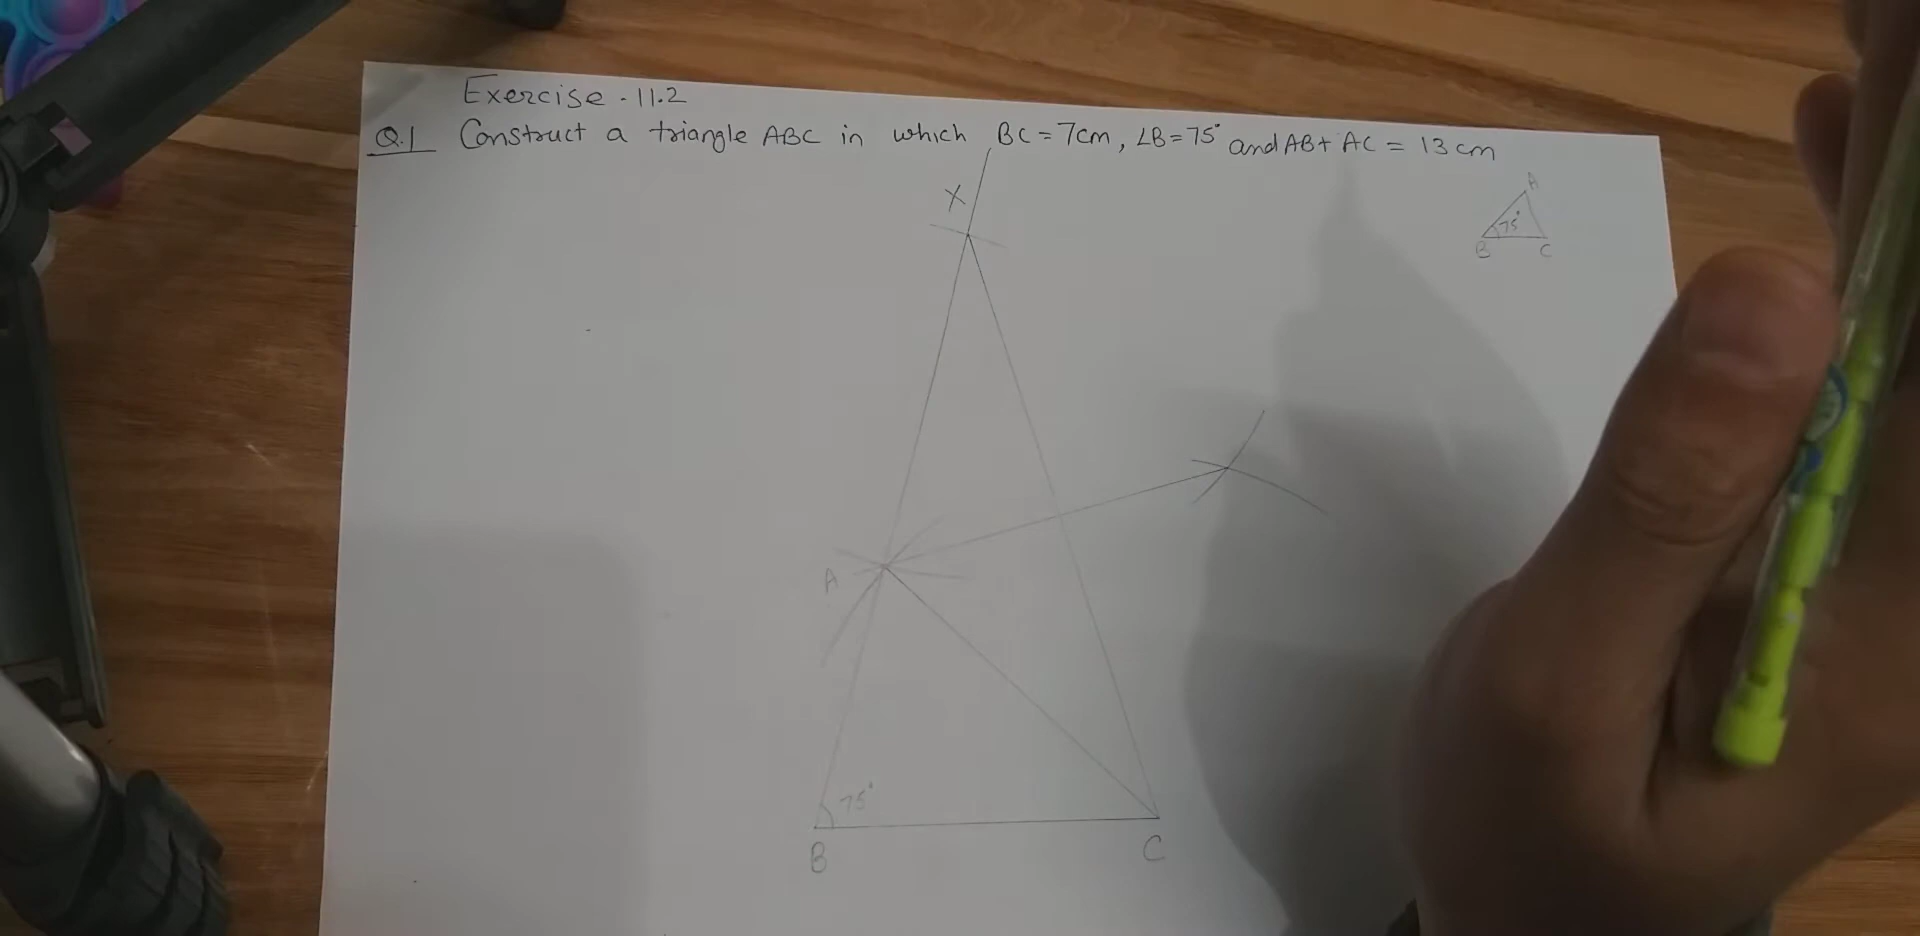 Exercise - 11.2
Q.1 Construct a triangle ABC in which BC = 7cm, ∠B = 75° and AB + AC = 13 cm
X
A
75°
B C
A
75°
B C